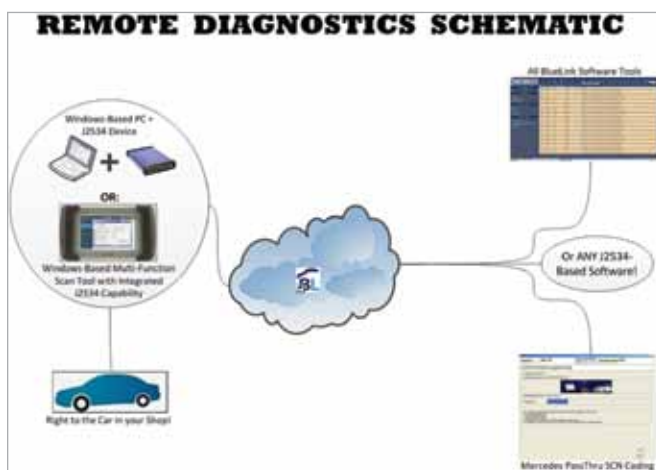 REMOTE DIAGNOSTICS SCHEMATIC
All BlueLink Software Tools
Windows-Based PC +
J2534 Device
OR:
Windows-Based Multi-Function
Scan Tool with Integrated
J2534 Capability
Or ANY J2534-
Based Software!
Right to the Car in your Shop!
Mercedes PassThru SCN Coding